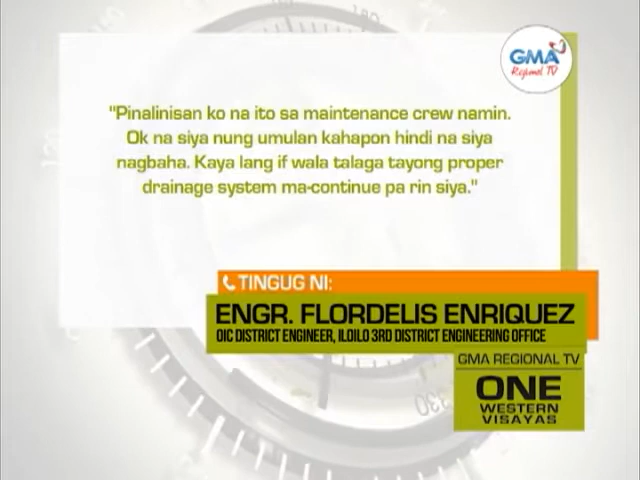 GMA
Regional TV
"Pinalinisan ko na ito sa maintenance crew namin.
Ok na siya nung umulan kahapon hindi na siya
nagbaha. Kaya lang if wala talaga tayong proper
drainage system ma-continue pa rin siya."
TINGUG NI:
ENGR. FLORDELIS ENRIQUEZ
OIC DISTRICT ENGINEER, ILOILO 3RD DISTRICT ENGINEERING OFFICE
GMA REGIONAL TV
ONE
WESTERN
VISAYAS
330